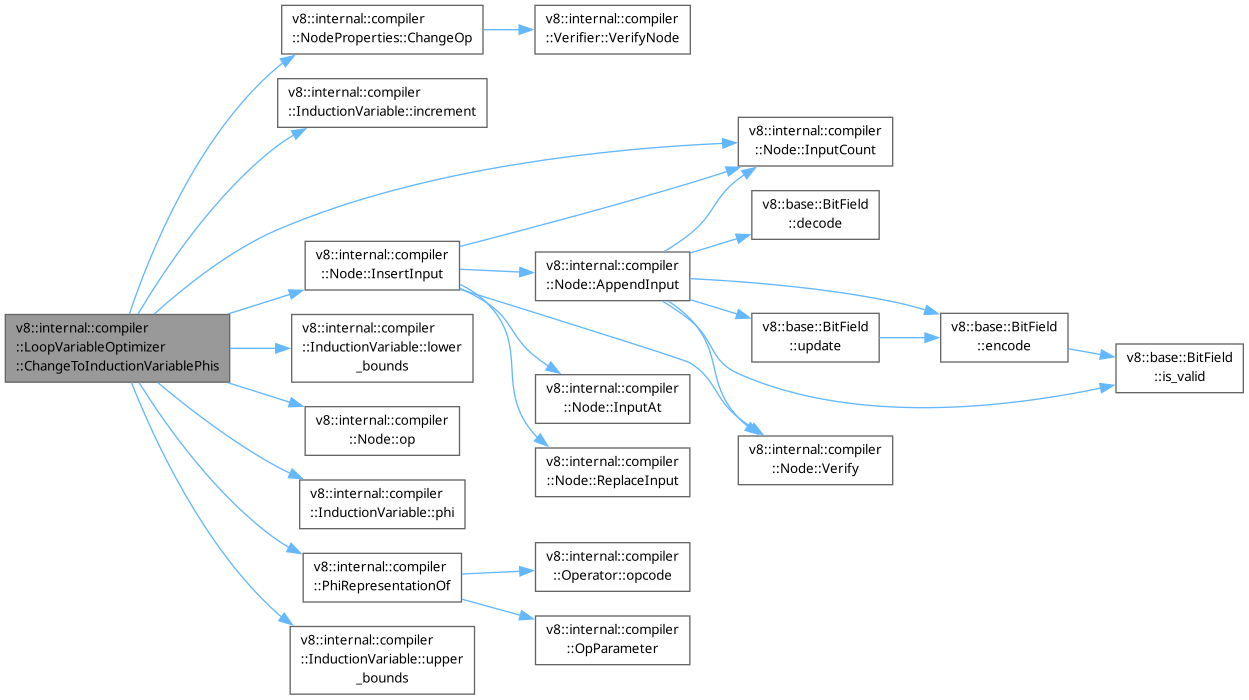 v8::internal::compiler
::NodeProperties::ChangeOp
v8::internal::compiler
::Verifier::VerifyNode
v8::internal::compiler
::InductionVariable::increment
v8::internal::compiler
::Node::InputCount
v8::base::BitField
::decode
v8::internal::compiler
::Node::InsertInput
v8::internal::compiler
::Node::AppendInput
v8::internal::compiler
::LoopVariableOptimizer
::ChangeToInductionVariablePhis
v8::internal::compiler
::InductionVariable::lower
_bounds
v8::base::BitField
::update
v8::base::BitField
::encode
v8::base::BitField
::is_valid
v8::internal::compiler
::Node::InputAt
v8::internal::compiler
::Node::op
v8::internal::compiler
::Node::ReplaceInput
v8::internal::compiler
::Node::Verify
v8::internal::compiler
::InductionVariable::phi
v8::internal::compiler
::PhiRepresentationOf
v8::internal::compiler
::Operator::opcode
v8::internal::compiler
::OpParameter
v8::internal::compiler
::InductionVariable::upper
_bounds